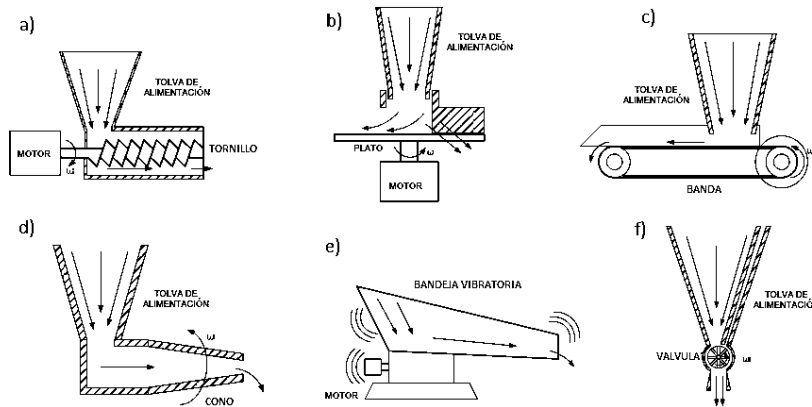 a)
TOLVA DE
ALIMENTACIÓN
MOTOR
ω
TORNILLO
b)
TOLVA DE
ALIMENTACIÓN
PLATO
ω
MOTOR
c)
TOLVA DE
ALIMENTACIÓN
ω
BANDA
d)
TOLVA DE
ALIMENTACIÓN
ω
CONO
e)
BANDEJA VIBRATORIA
MOTOR
f)
TOLVA DE
ALIMENTACIÓN
VALVULA
ω